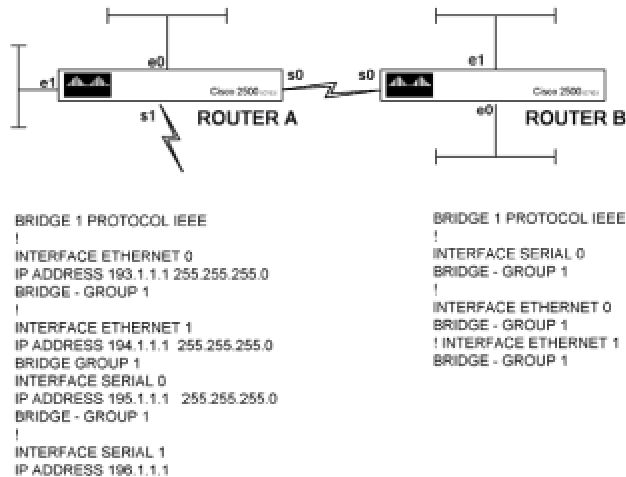 e0
e1
s0
s0
e1
Cisco 2500
Cisco 2500
s1
ROUTER A
e0
ROUTER B
BRIDGE 1 PROTOCOL IEEE
!
INTERFACE ETHERNET 0
IP ADDRESS 193.1.1.1 255.255.255.0
BRIDGE - GROUP 1
!
INTERFACE ETHERNET 1
IP ADDRESS 194.1.1.1 255.255.255.0
BRIDGE GROUP 1
INTERFACE SERIAL 0
IP ADDRESS 195.1.1.1 255.255.255.0
BRIDGE - GROUP 1
!
INTERFACE SERIAL 1
IP ADDRESS 196.1.1.1
BRIDGE 1 PROTOCOL IEEE
!
INTERFACE SERIAL 0
BRIDGE - GROUP 1
!
INTERFACE ETHERNET 0
BRIDGE - GROUP 1
! INTERFACE ETHERNET 1
BRIDGE - GROUP 1